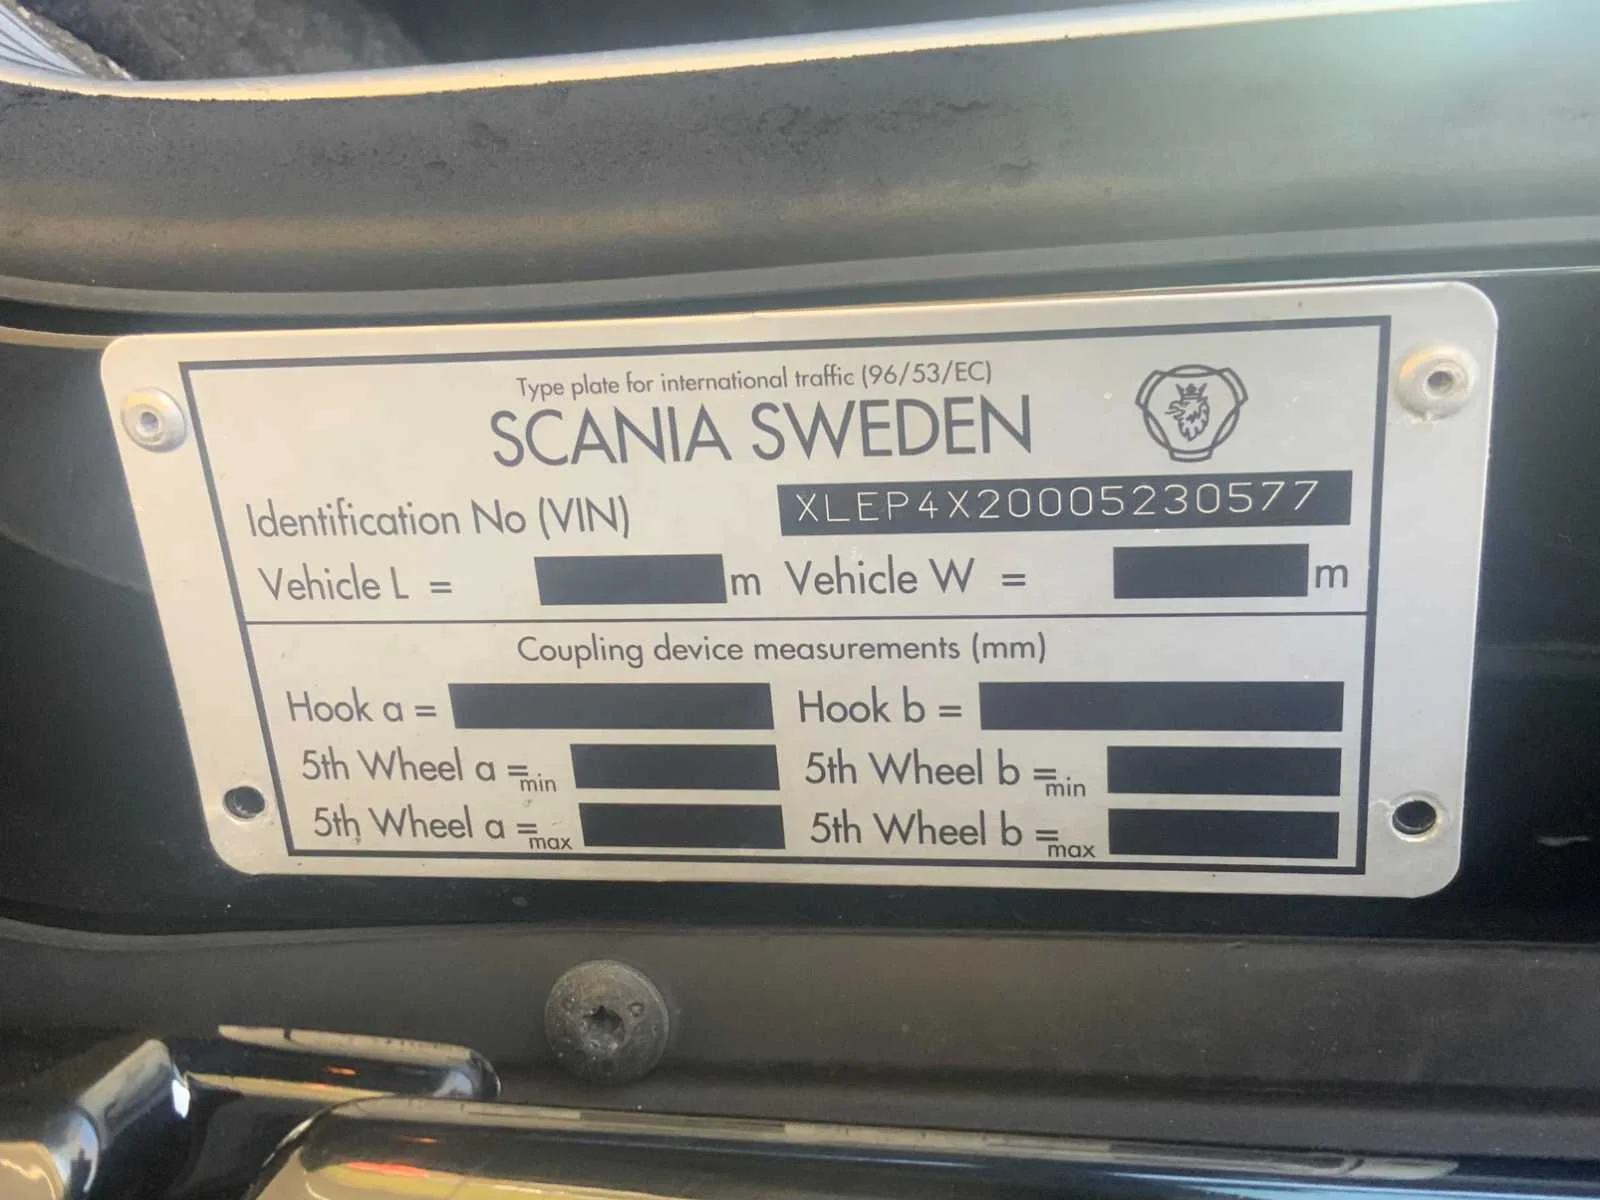 Type plate for international traffic (96/53/EC)
SCANIA SWEDEN
Identification No (VIN) XLEP4X20005230577
Vehicle L = m Vehicle W = m
Coupling device measurements (mm)
Hook a = Hook b =
5th Wheel a =min 5th Wheel b =min
5th Wheel a =max 5th Wheel b =max